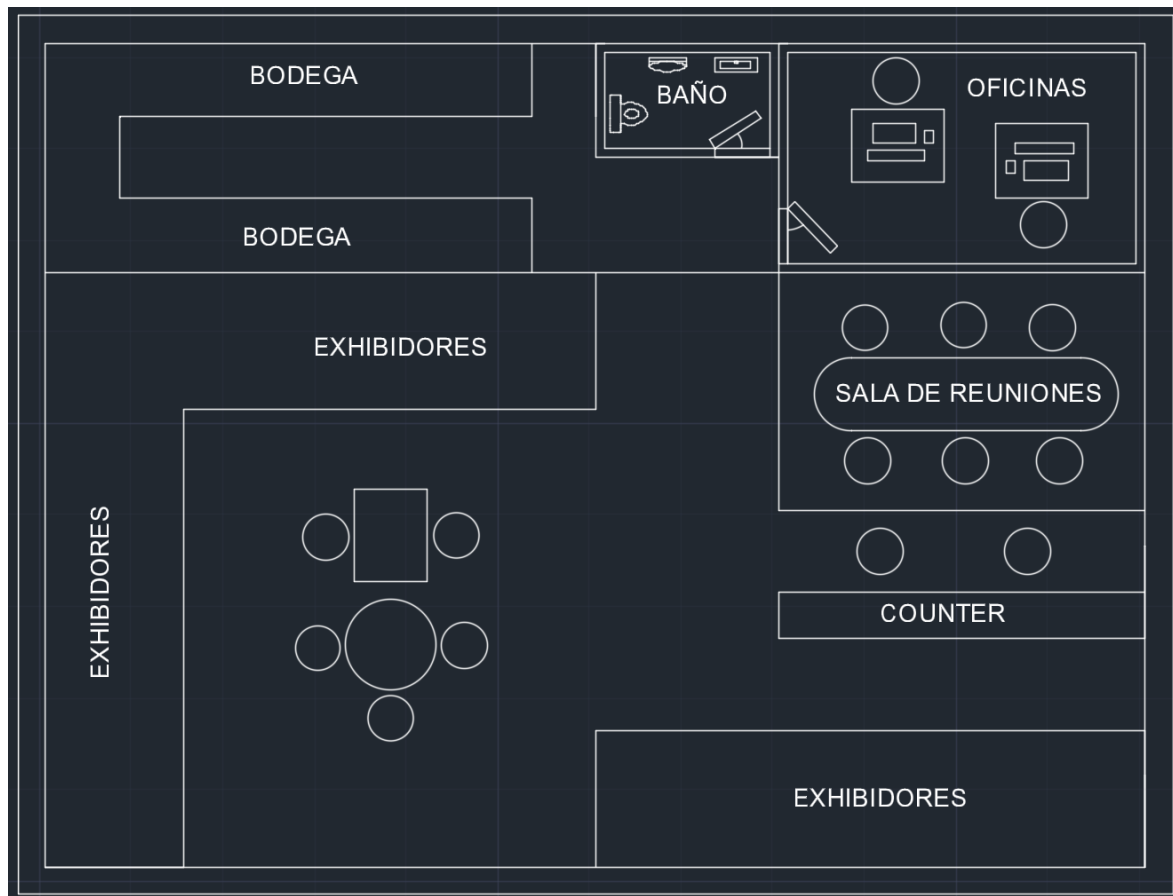 BODEGA
BAÑO
OFICINAS
BODEGA
EXHIBIDORES
SALA DE REUNIONES
EXHIBIDORES
COUNTER
EXHIBIDORES